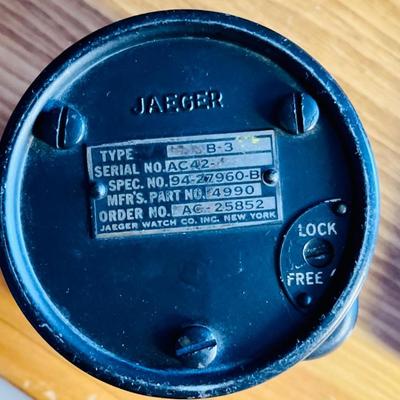 JAEGER
TYPE B-3
SERIAL NO. AC42-
SPEC. NO. 94-27960-B
MFR'S. PART NO. 4990
ORDER NO. AC-25852
JAEGER WATCH CO. INC. NEW YORK
LOCK
FREE